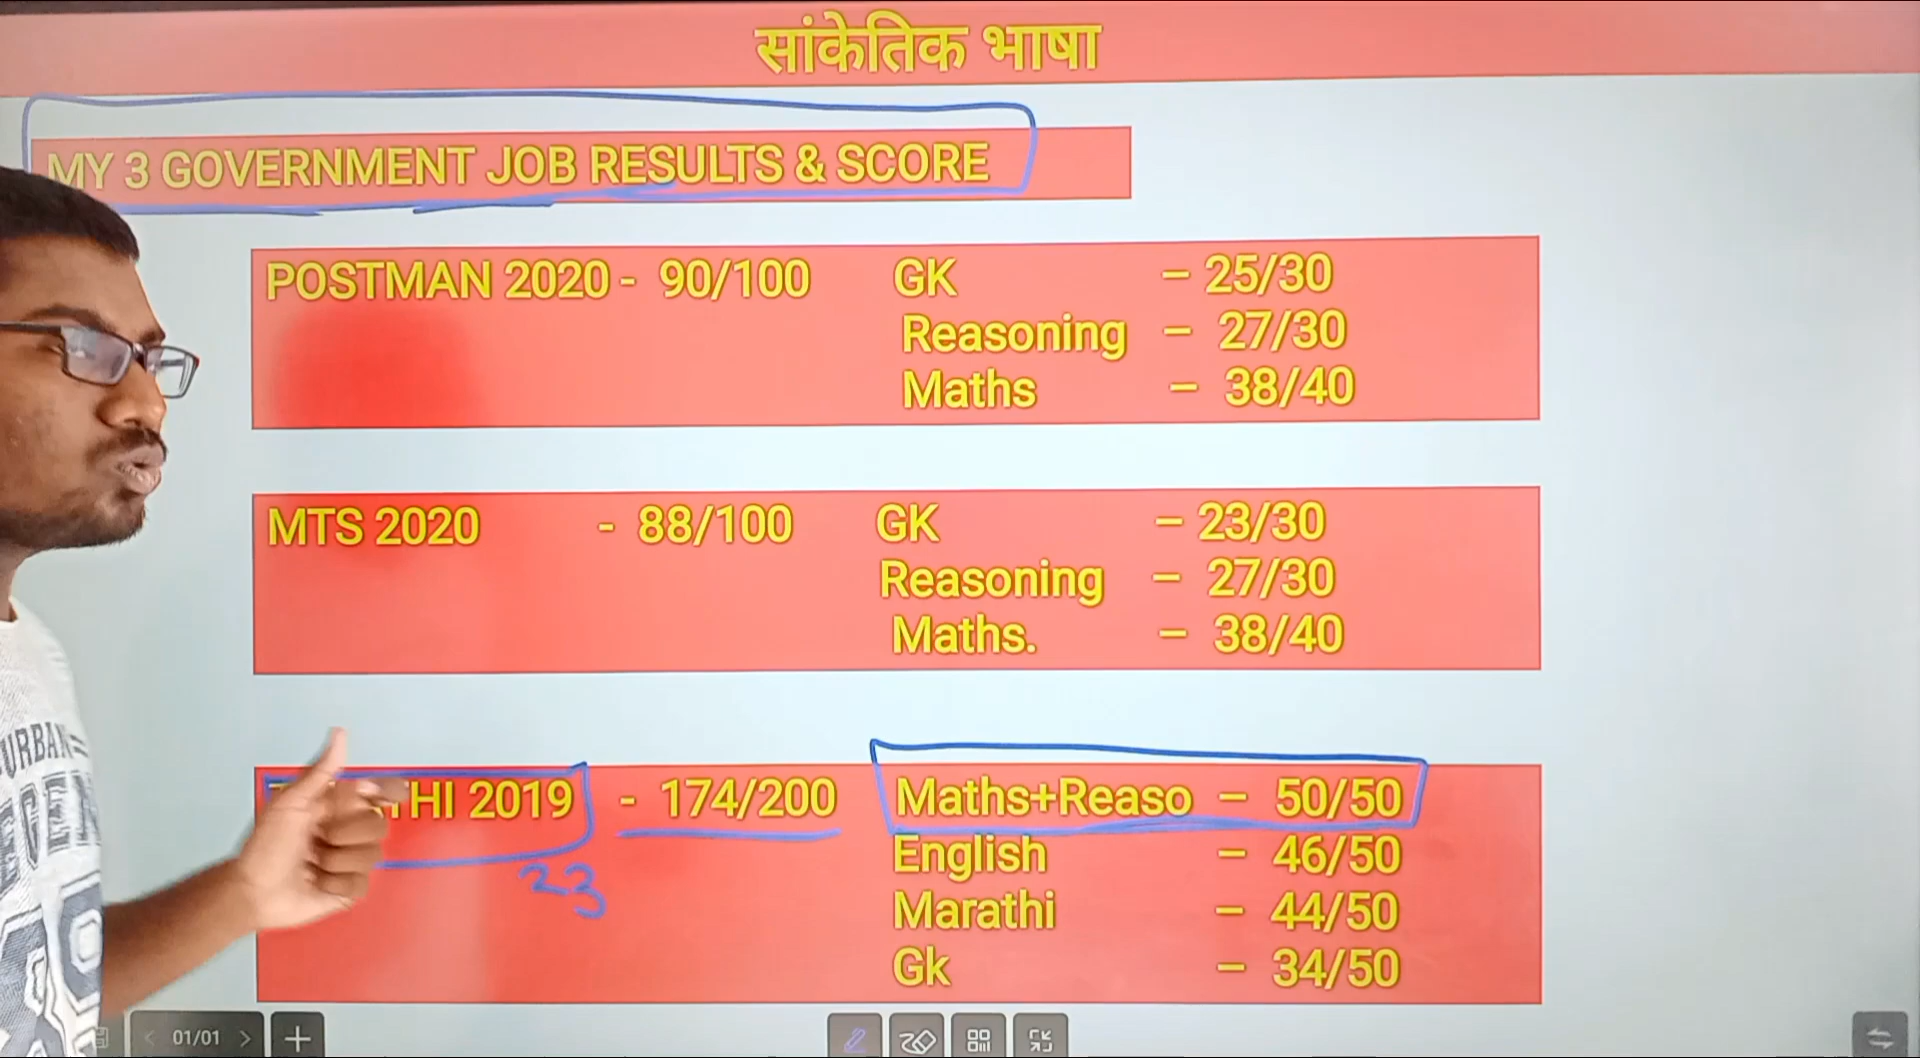 सांकेतिक भाषा
MY 3 GOVERNMENT JOB RESULTS & SCORE
POSTMAN 2020 - 90/100 GK – 25/30
Reasoning – 27/30
Maths – 38/40
MTS 2020 - 88/100 GK – 23/30
Reasoning – 27/30
Maths. – 38/40
THI 2019 - 174/200 Maths+Reaso – 50/50
23
English – 46/50
Marathi – 44/50
Gk – 34/50
URBAN
01/01